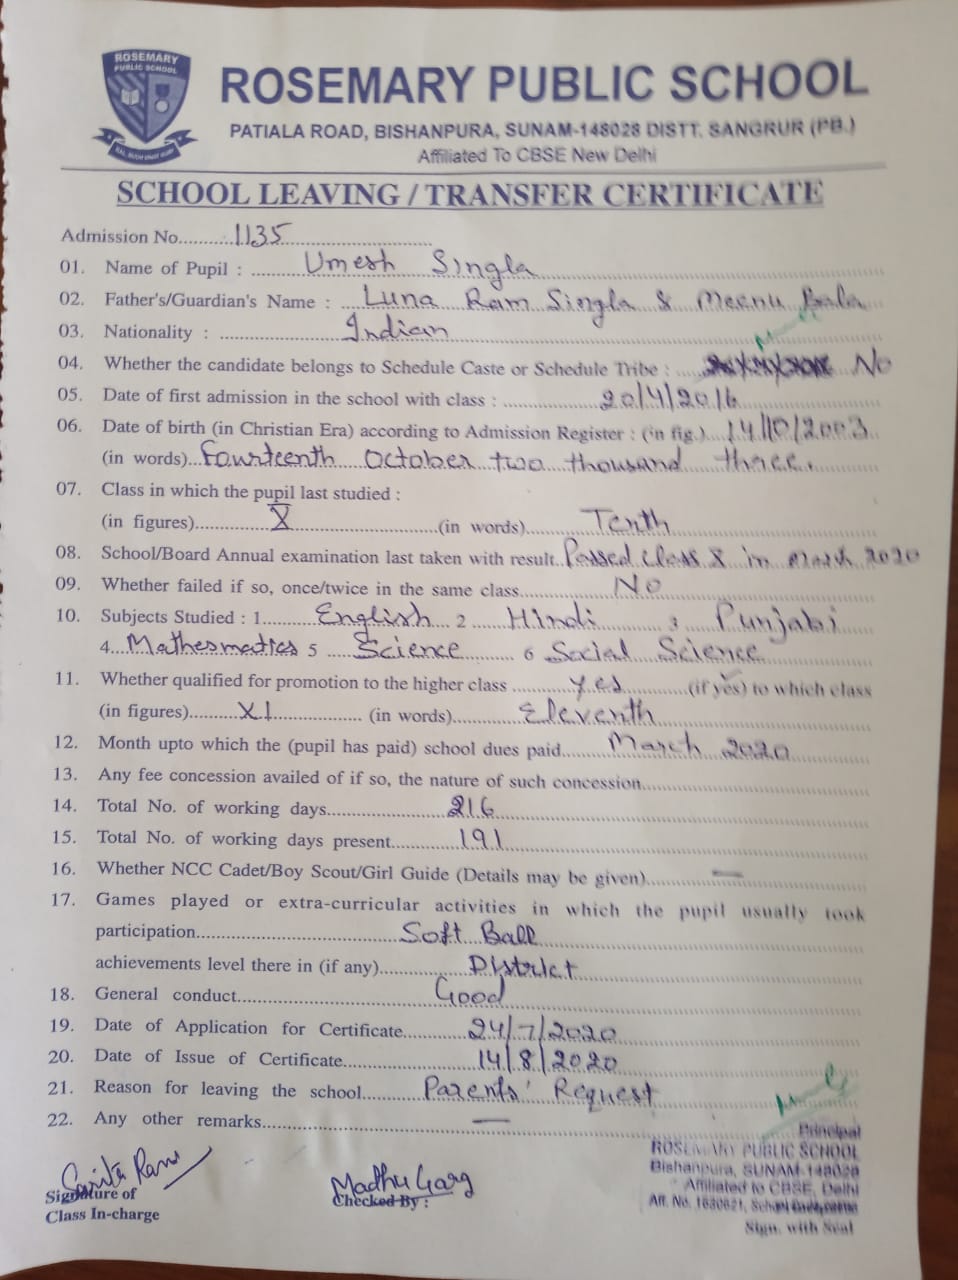 ROSEMARY
PUBLIC SCHOOL
ROSEMARY PUBLIC SCHOOL
PATIALA ROAD, BISHANPURA, SUNAM-148028 DISTT. SANGRUR (PB.)
Affiliated To CBSE New Delhi
SCHOOL LEAVING / TRANSFER CERTIFICATE
Admission No..........1135
01. Name of Pupil : Umesh Singla
02. Father's/Guardian's Name : Luna Ram Singla & Meenu Bala
03. Nationality : Indian
04. Whether the candidate belongs to Schedule Caste or Schedule Tribe : No
05. Date of first admission in the school with class : 20/4/2016
06. Date of birth (in Christian Era) according to Admission Register : (in fig.) 14/10/2003
(in words) Fourteenth October two thousand three.
07. Class in which the pupil last studied :
(in figures) X (in words) Tenth
08. School/Board Annual examination last taken with result. Passed class X in March 2020
09. Whether failed if so, once/twice in the same class No
10. Subjects Studied : 1 English 2 Hindi 3 Punjabi
4 Mathesmatics 5 Science 6 Social Science
11. Whether qualified for promotion to the higher class yes (if yes) to which class
(in figures) XI (in words) Eleventh
12. Month upto which the (pupil has paid) school dues paid March 2020
13. Any fee concession availed of if so, the nature of such concession
14. Total No. of working days 216
15. Total No. of working days present 191
16. Whether NCC Cadet/Boy Scout/Girl Guide (Details may be given) —
17. Games played or extra-curricular activities in which the pupil usually took
participation Soft Ball
achievements level there in (if any) District
18. General conduct Good
19. Date of Application for Certificate 24/7/2020
20. Date of Issue of Certificate 14/8/2020
21. Reason for leaving the school Parents' Request
22. Any other remarks —
Principal
ROSEMARY PUBLIC SCHOOL
Bishanpura, SUNAM-148028
Affiliated to CBSE, Delhi
Aff. No. 1630621, School
Sign. with Seal
Rani
Signature of
Class In-charge
Madhu Garg
Checked By :